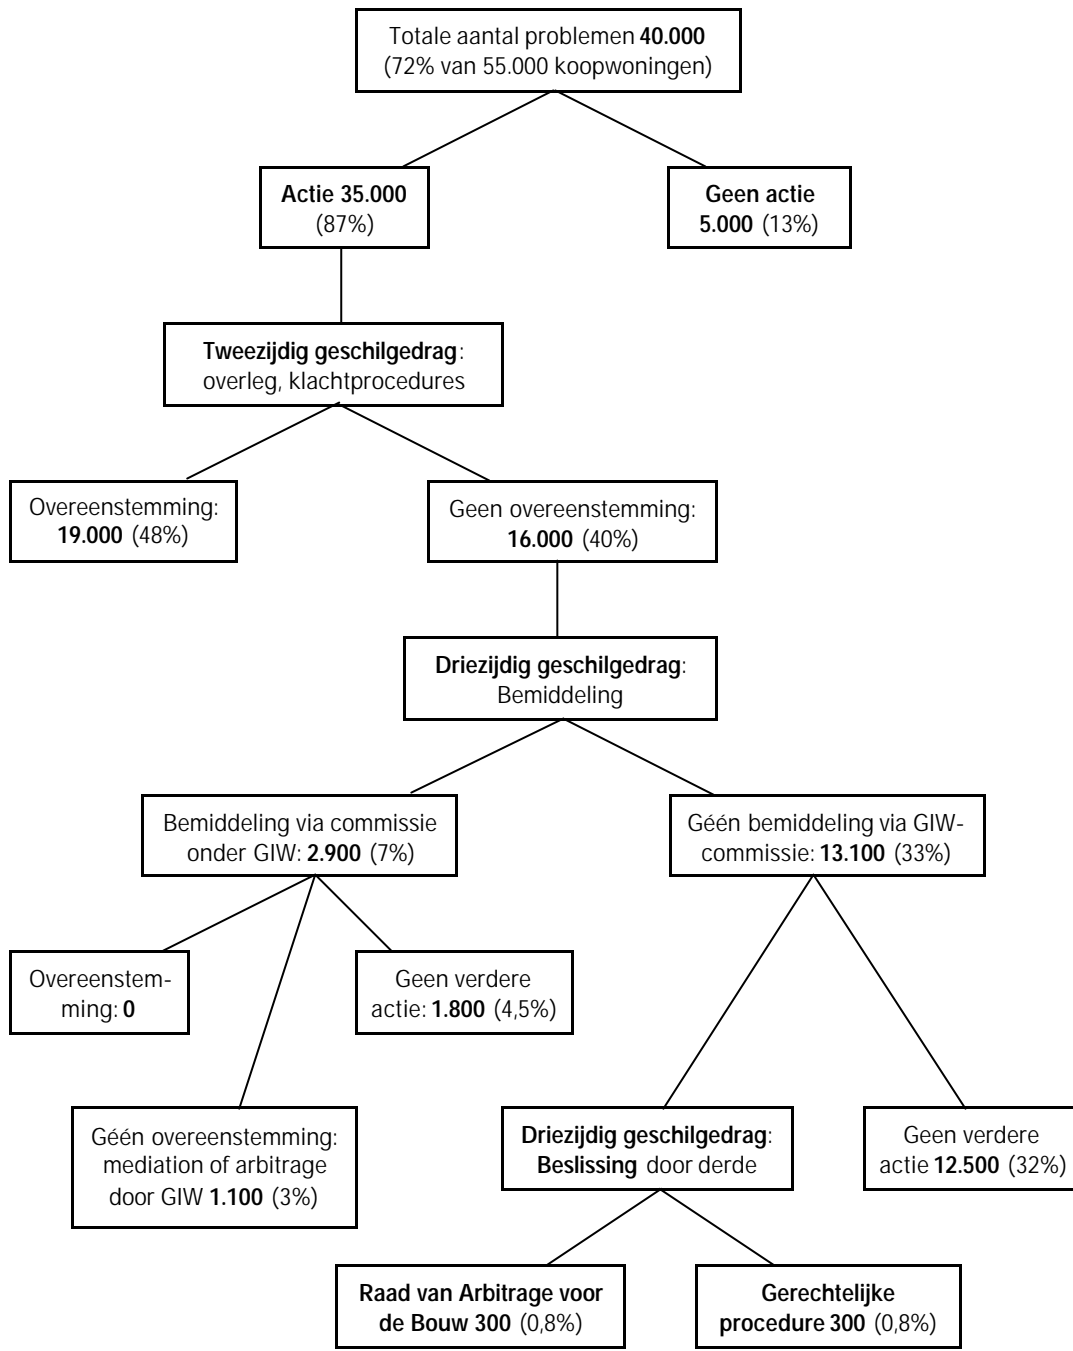 Totale aantal problemen 40.000
(72% van 55.000 koopwoningen)
Actie 35.000
(87%)
Geen actie
5.000 (13%)
Tweezijdig geschilgedrag:
overleg, klachtprocedures
Overeenstemming:
19.000 (48%)
Geen overeenstemming:
16.000 (40%)
Driezijdig geschilgedrag:
Bemiddeling
Bemiddeling via commissie
onder GIW: 2.900 (7%)
Géén bemiddeling via GIW-
commissie: 13.100 (33%)
Overeenstem-
ming: 0
Geen verdere
actie: 1.800 (4,5%)
Géén overeenstemming:
mediation of arbitrage
door GIW 1.100 (3%)
Driezijdig geschilgedrag:
Beslissing door derde
Geen verdere
actie 12.500 (32%)
Raad van Arbitrage voor
de Bouw 300 (0,8%)
Gerechtelijke
procedure 300 (0,8%)